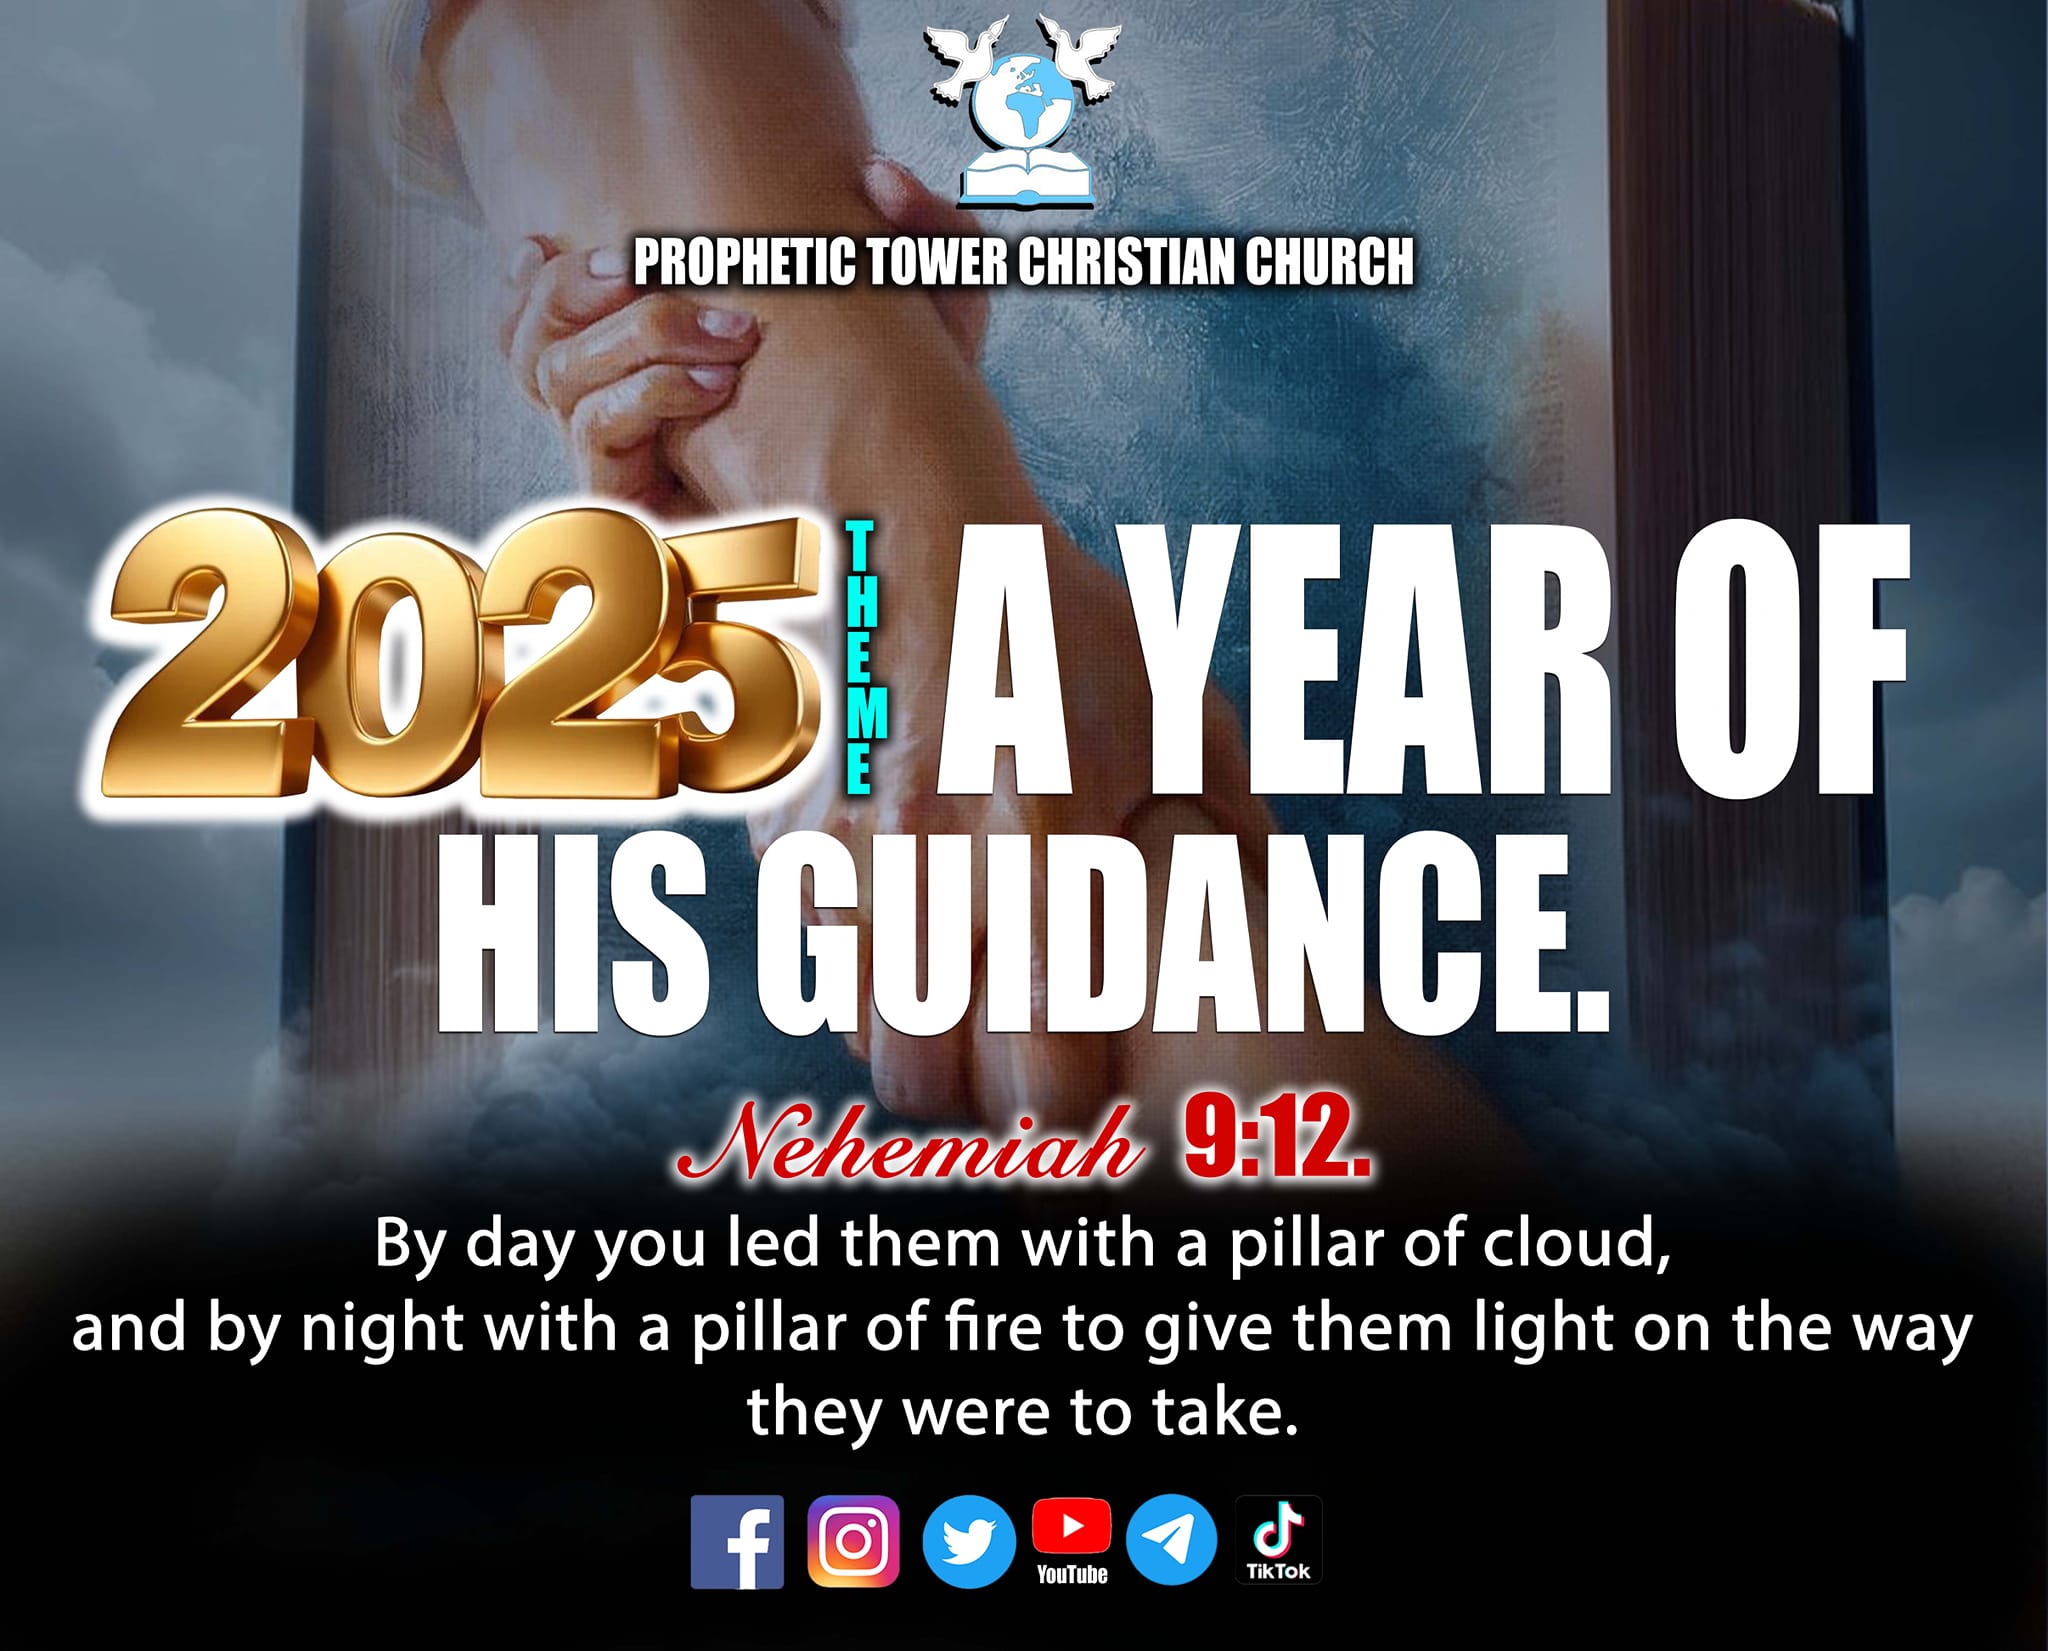 PROPHETIC TOWER CHRISTIAN CHURCH
2025 THEME A YEAR OF
HIS GUIDANCE.
Nehemiah 9:12.
By day you led them with a pillar of cloud,
and by night with a pillar of fire to give them light on the way
they were to take.
YouTube
TikTok